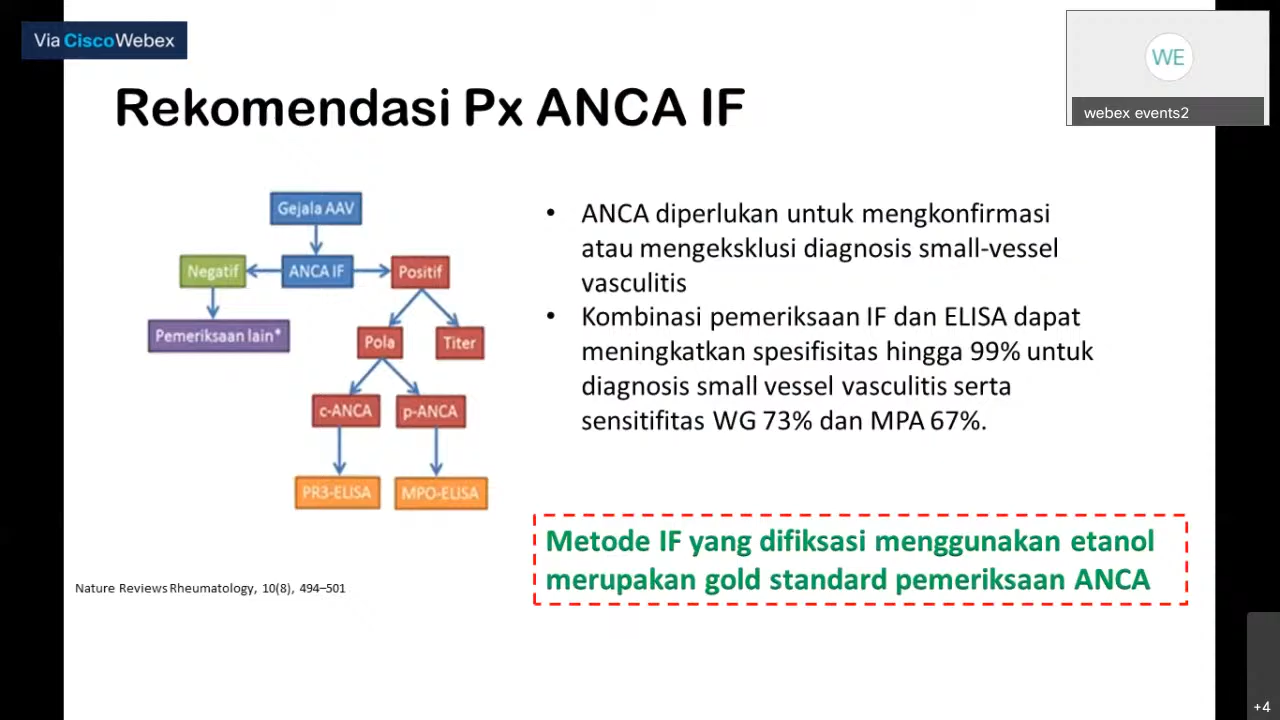 Via CiscoWebex
WE
webex events2
Rekomendasi Px ANCA IF
Gejala AAV
Negatif
ANCA IF
Positif
Pemeriksaan lain*
Pola
Titer
c-ANCA
p-ANCA
PR3-ELISA
MPO-ELISA
• ANCA diperlukan untuk mengkonfirmasi
atau mengeksklusi diagnosis small-vessel
vasculitis
• Kombinasi pemeriksaan IF dan ELISA dapat
meningkatkan spesifisitas hingga 99% untuk
diagnosis small vessel vasculitis serta
sensitifitas WG 73% dan MPA 67%.
Metode IF yang difiksasi menggunakan etanol
merupakan gold standard pemeriksaan ANCA
Nature Reviews Rheumatology, 10(8), 494–501
+4